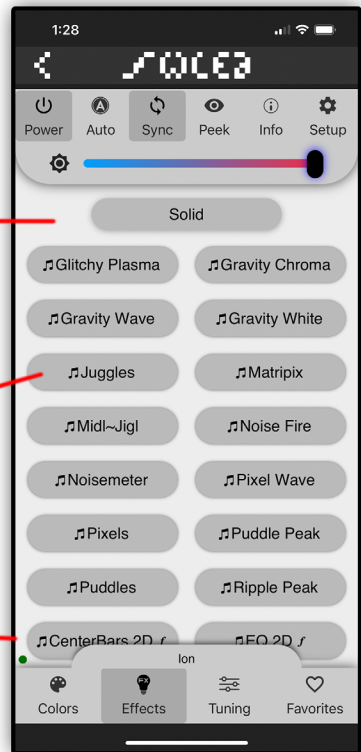 1:28
Power Auto Sync Peek Info Setup
Solid
♫Glitchy Plasma ♫Gravity Chroma
♫Gravity Wave ♫Gravity White
♫Juggles ♫Matripix
♫Midl~Jigl ♫Noise Fire
♫Noisemeter ♫Pixel Wave
♫Pixels ♫Puddle Peak
♫Puddles ♫Ripple Peak
♫CenterBars 2D f ♫EQ 2D f
Ion
FX
Colors Effects Tuning Favorites